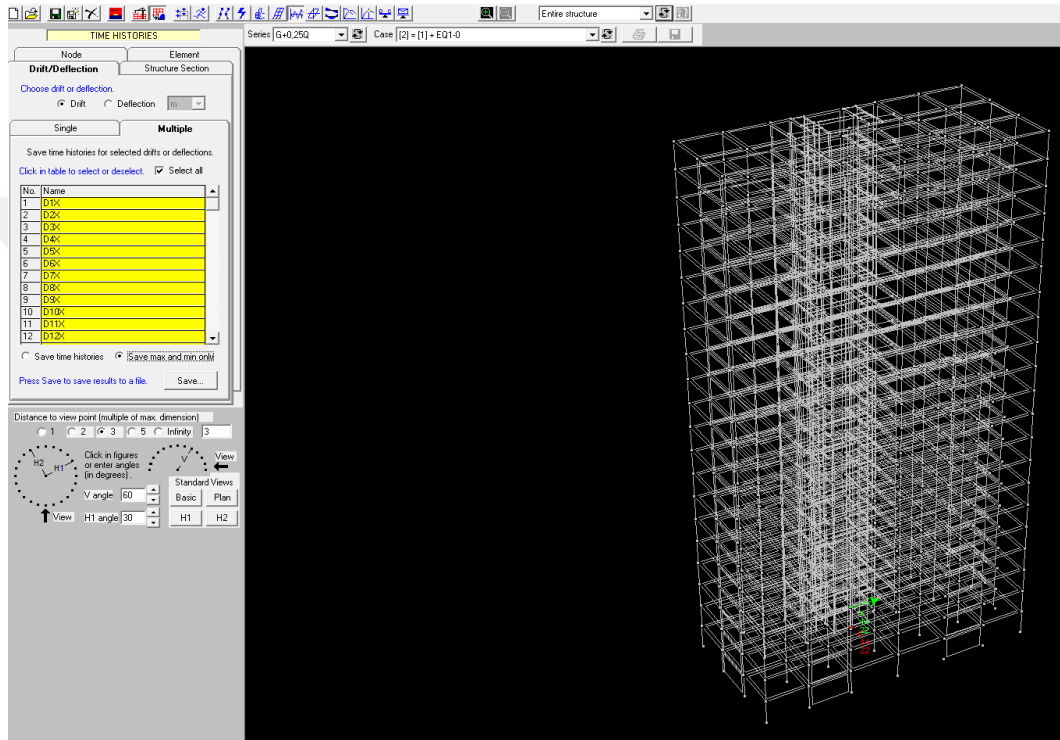 Entire structure
TIME HISTORIES
Series G+0,25Q Case [2] = [1] + EQ1-0
Node Element
Drift/Deflection Structure Section
Choose drift or deflection.
Drift Deflection m
Single Multiple
Save time histories for selected drifts or deflections.
Click in table to select or deselect. Select all
No. Name
1 D1X
2 D2X
3 D3X
4 D4X
5 D5X
6 D6X
7 D7X
8 D8X
9 D9X
10 D10X
11 D11X
12 D12X
Save time histories Save max and min only
Press Save to save results to a file. Save...
Distance to view point (multiple of max. dimension)
1 2 3 5 Infinity 3
H2 H1
Click in figures
or enter angles
(in degrees).
V View
Standard Views
V angle 60 Basic Plan
View H1 angle 30 H1 H2